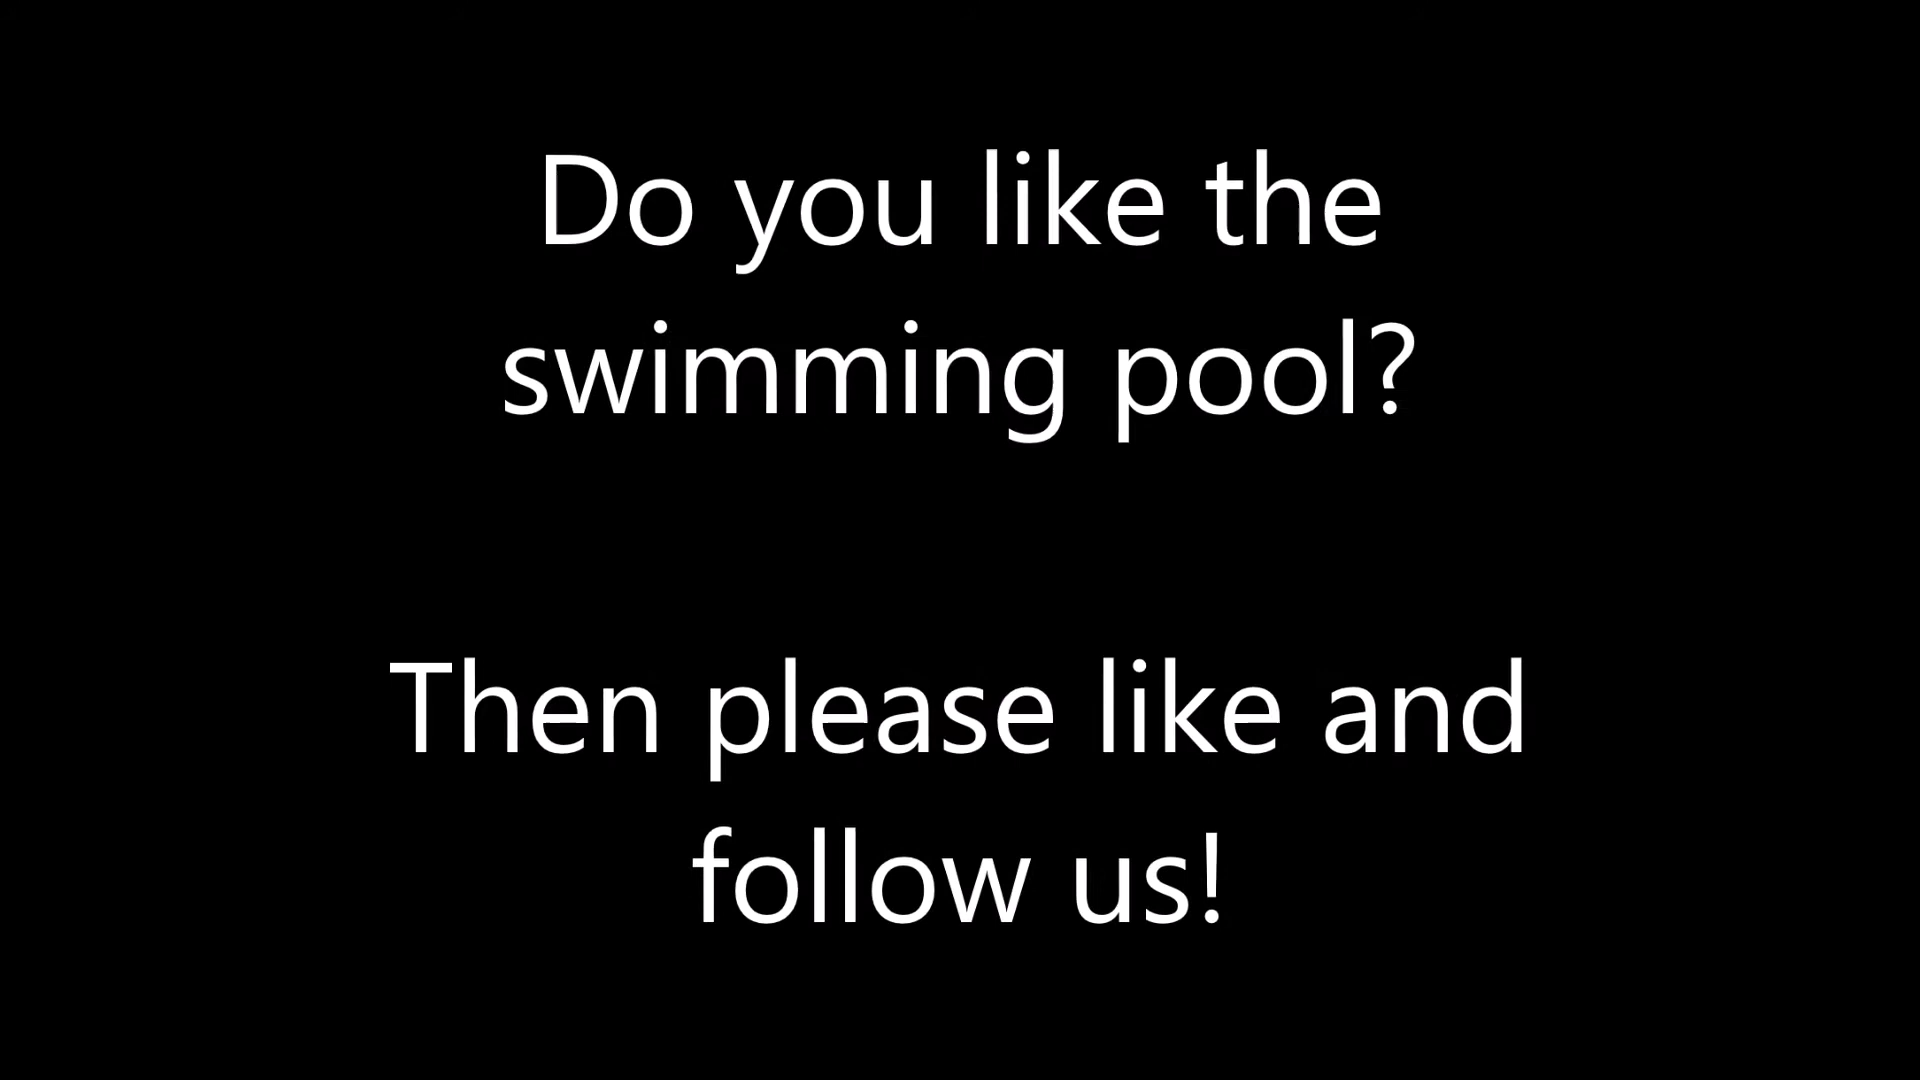 Do you like the
swimming pool?
Then please like and
follow us!